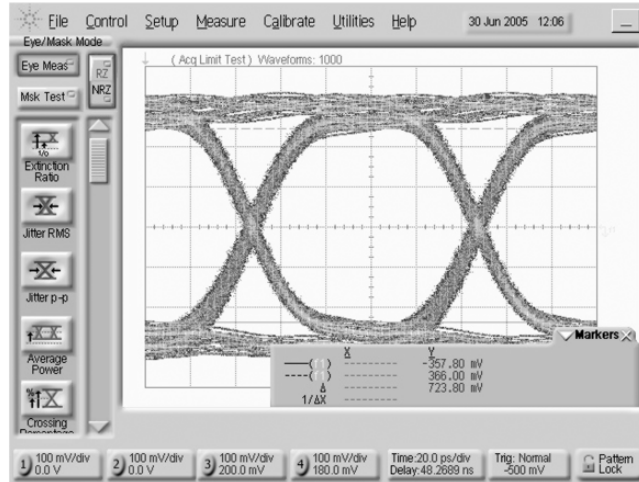 File Control Setup Measure Calibrate Utilities Help 30 Jun 2005 12:06
Eye/Mask Mode
Eye Meas
RZ
NRZ
Msk Test
( Acq Limit Test ) Waveforms: 1000
Extinction
Ratio
Jitter RMS
Jitter p-p
Average
Power
Crossing
Percentage
Markers
X Y
——( ) ---------- -357.80 mV
----( ) ---------- 366.00 mV
Δ ---------- 723.80 mV
1/ΔX ----------
1) 100 mV/div
0.0 V
2) 100 mV/div
0.0 V
3) 100 mV/div
200.0 mV
4) 100 mV/div
180.0 mV
Time:20.0 ps/div
Delay:48.2689 ns
Trig: Normal
-500 mV
Pattern
Lock